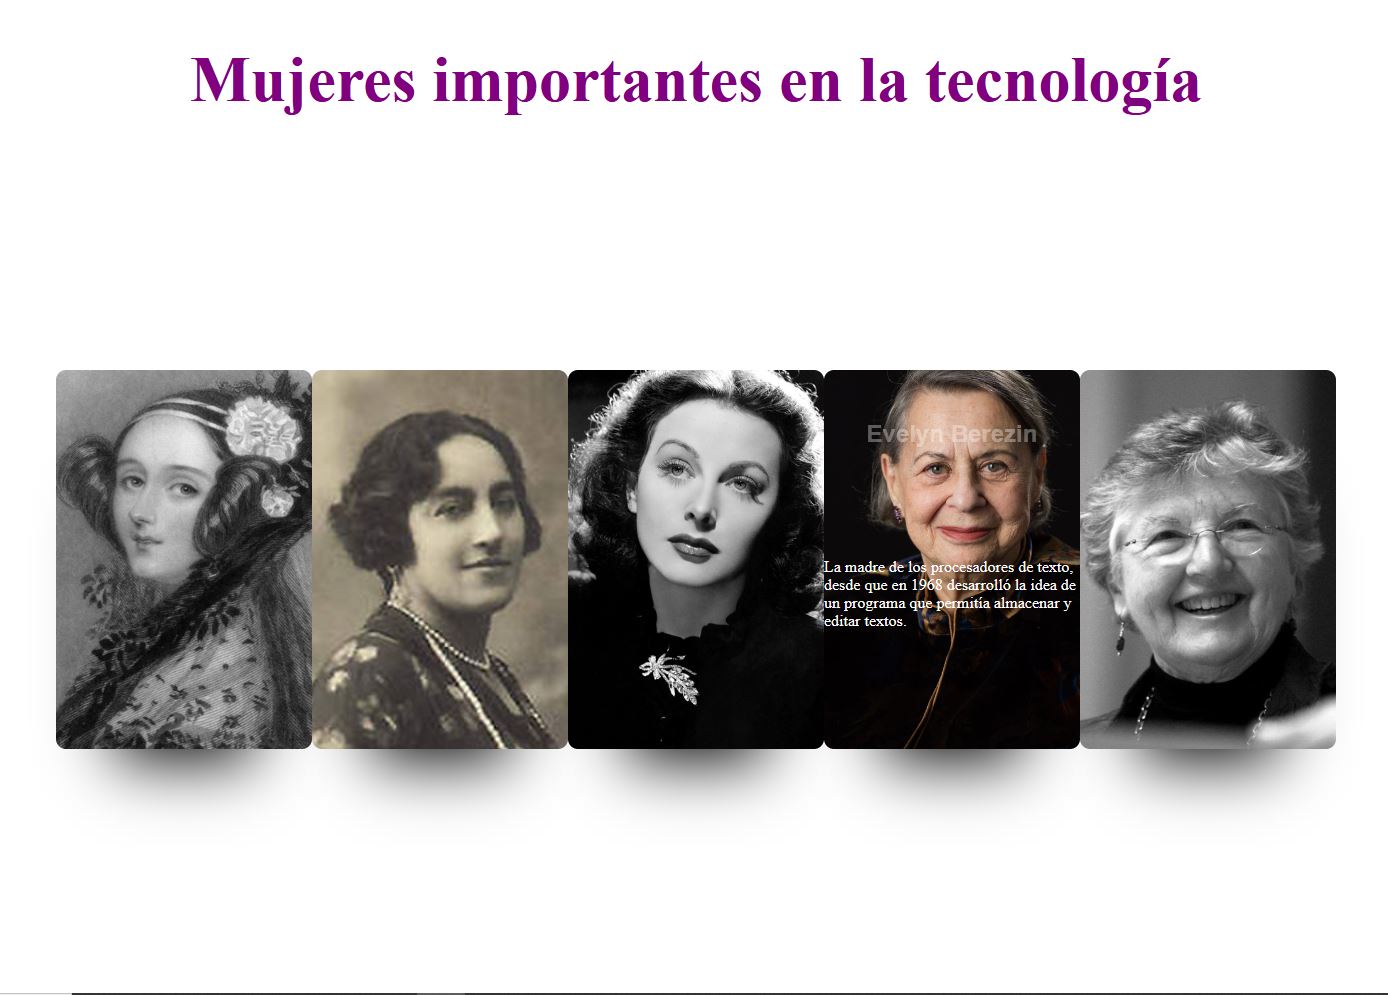 Mujeres importantes en la tecnología
Evelyn Berezin
La madre de los procesadores de texto,
desde que en 1968 desarrolló la idea de
un programa que permitía almacenar y
editar textos.